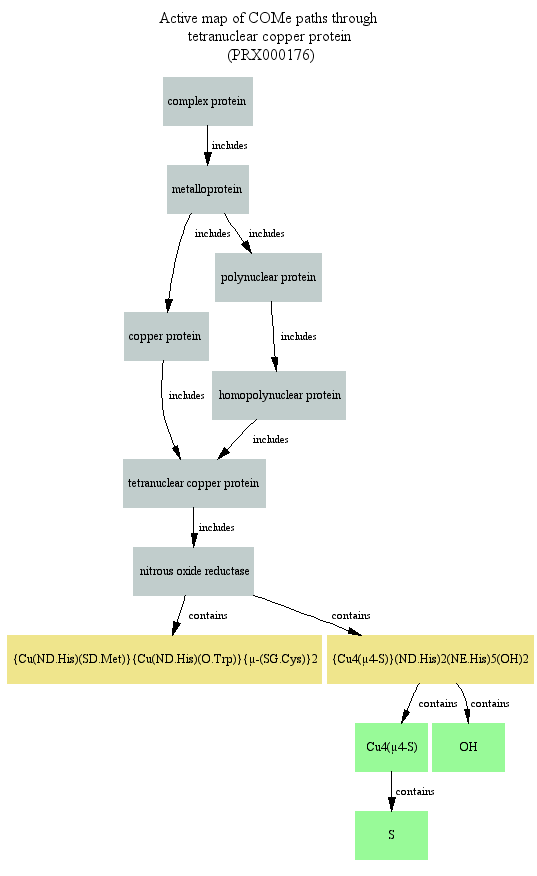 Active map of COMe paths through
tetranuclear copper protein
(PRX000176)
complex protein
includes
metalloprotein
includes
includes
polynuclear protein
copper protein
includes
includes
homopolynuclear protein
includes
tetranuclear copper protein
includes
nitrous oxide reductase
contains
contains
{Cu(ND.His)(SD.Met)}{Cu(ND.His)(O.Trp)}{μ-(SG.Cys)}2
{Cu4(μ4-S)}(ND.His)2(NE.His)5(OH)2
contains
contains
Cu4(μ4-S)
OH
contains
S